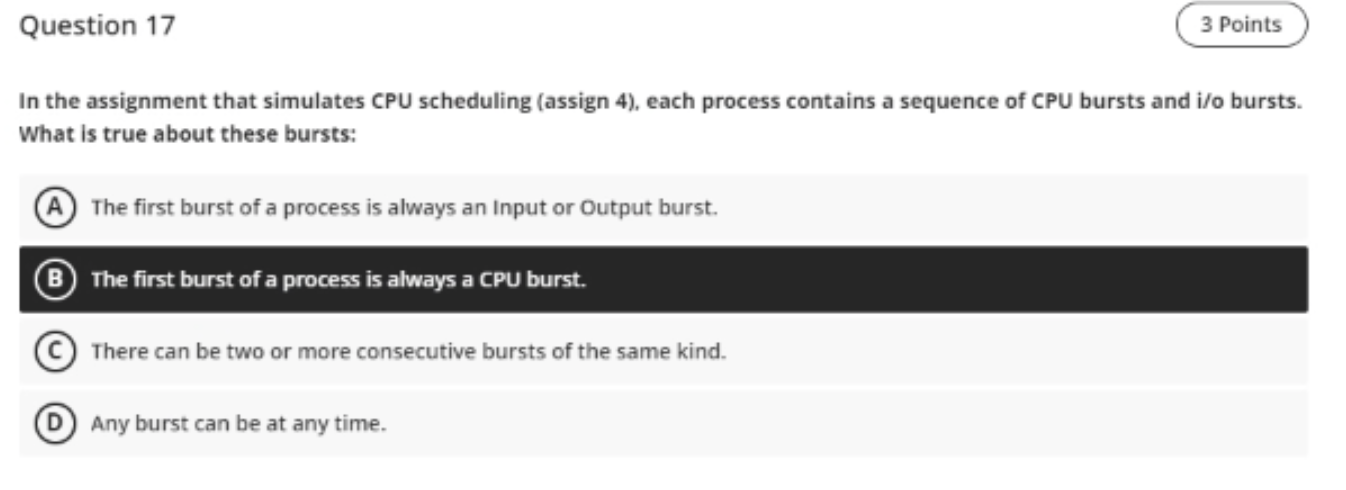 Question 17
3 Points
In the assignment that simulates CPU scheduling (assign 4), each process contains a sequence of CPU bursts and i/o bursts.
What is true about these bursts:
A The first burst of a process is always an Input or Output burst.
B The first burst of a process is always a CPU burst.
C There can be two or more consecutive bursts of the same kind.
D Any burst can be at any time.